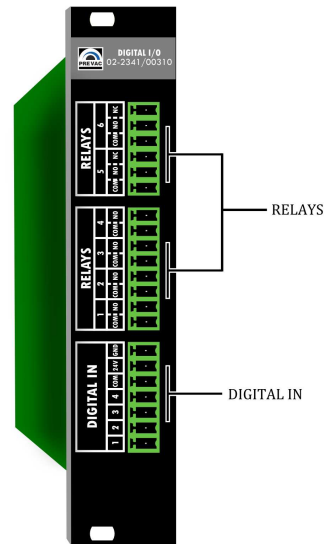 PREVAC
DIGITAL I/O
02-2341/00310
RELAYS
5 6
COM NO NC COM NO NC
RELAYS
1 2 3 4
COM NO COM NO COM NO COM NO
DIGITAL IN
1 2 3 4 COM 24V GND
RELAYS
DIGITAL IN